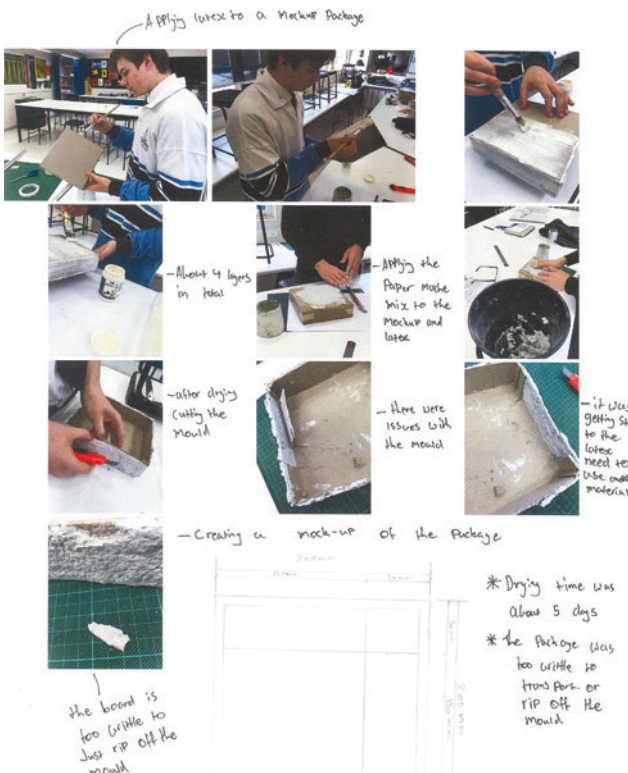 Applying latex to a Mockup Package
- About 4 layers
in total
- Applying the
Paper mache
mix to the
mockup and
latex
- after drying
cutting the
mould
- there were
issues with
the mould
- it was
getting
to the
latex
need to
use
material
- Creating a mock-up of the Package
* Drying time was
about 5 days
* the Package was
too brittle to
transport or
rip off the
mould
the board is
too brittle to
Just rip off the
mould